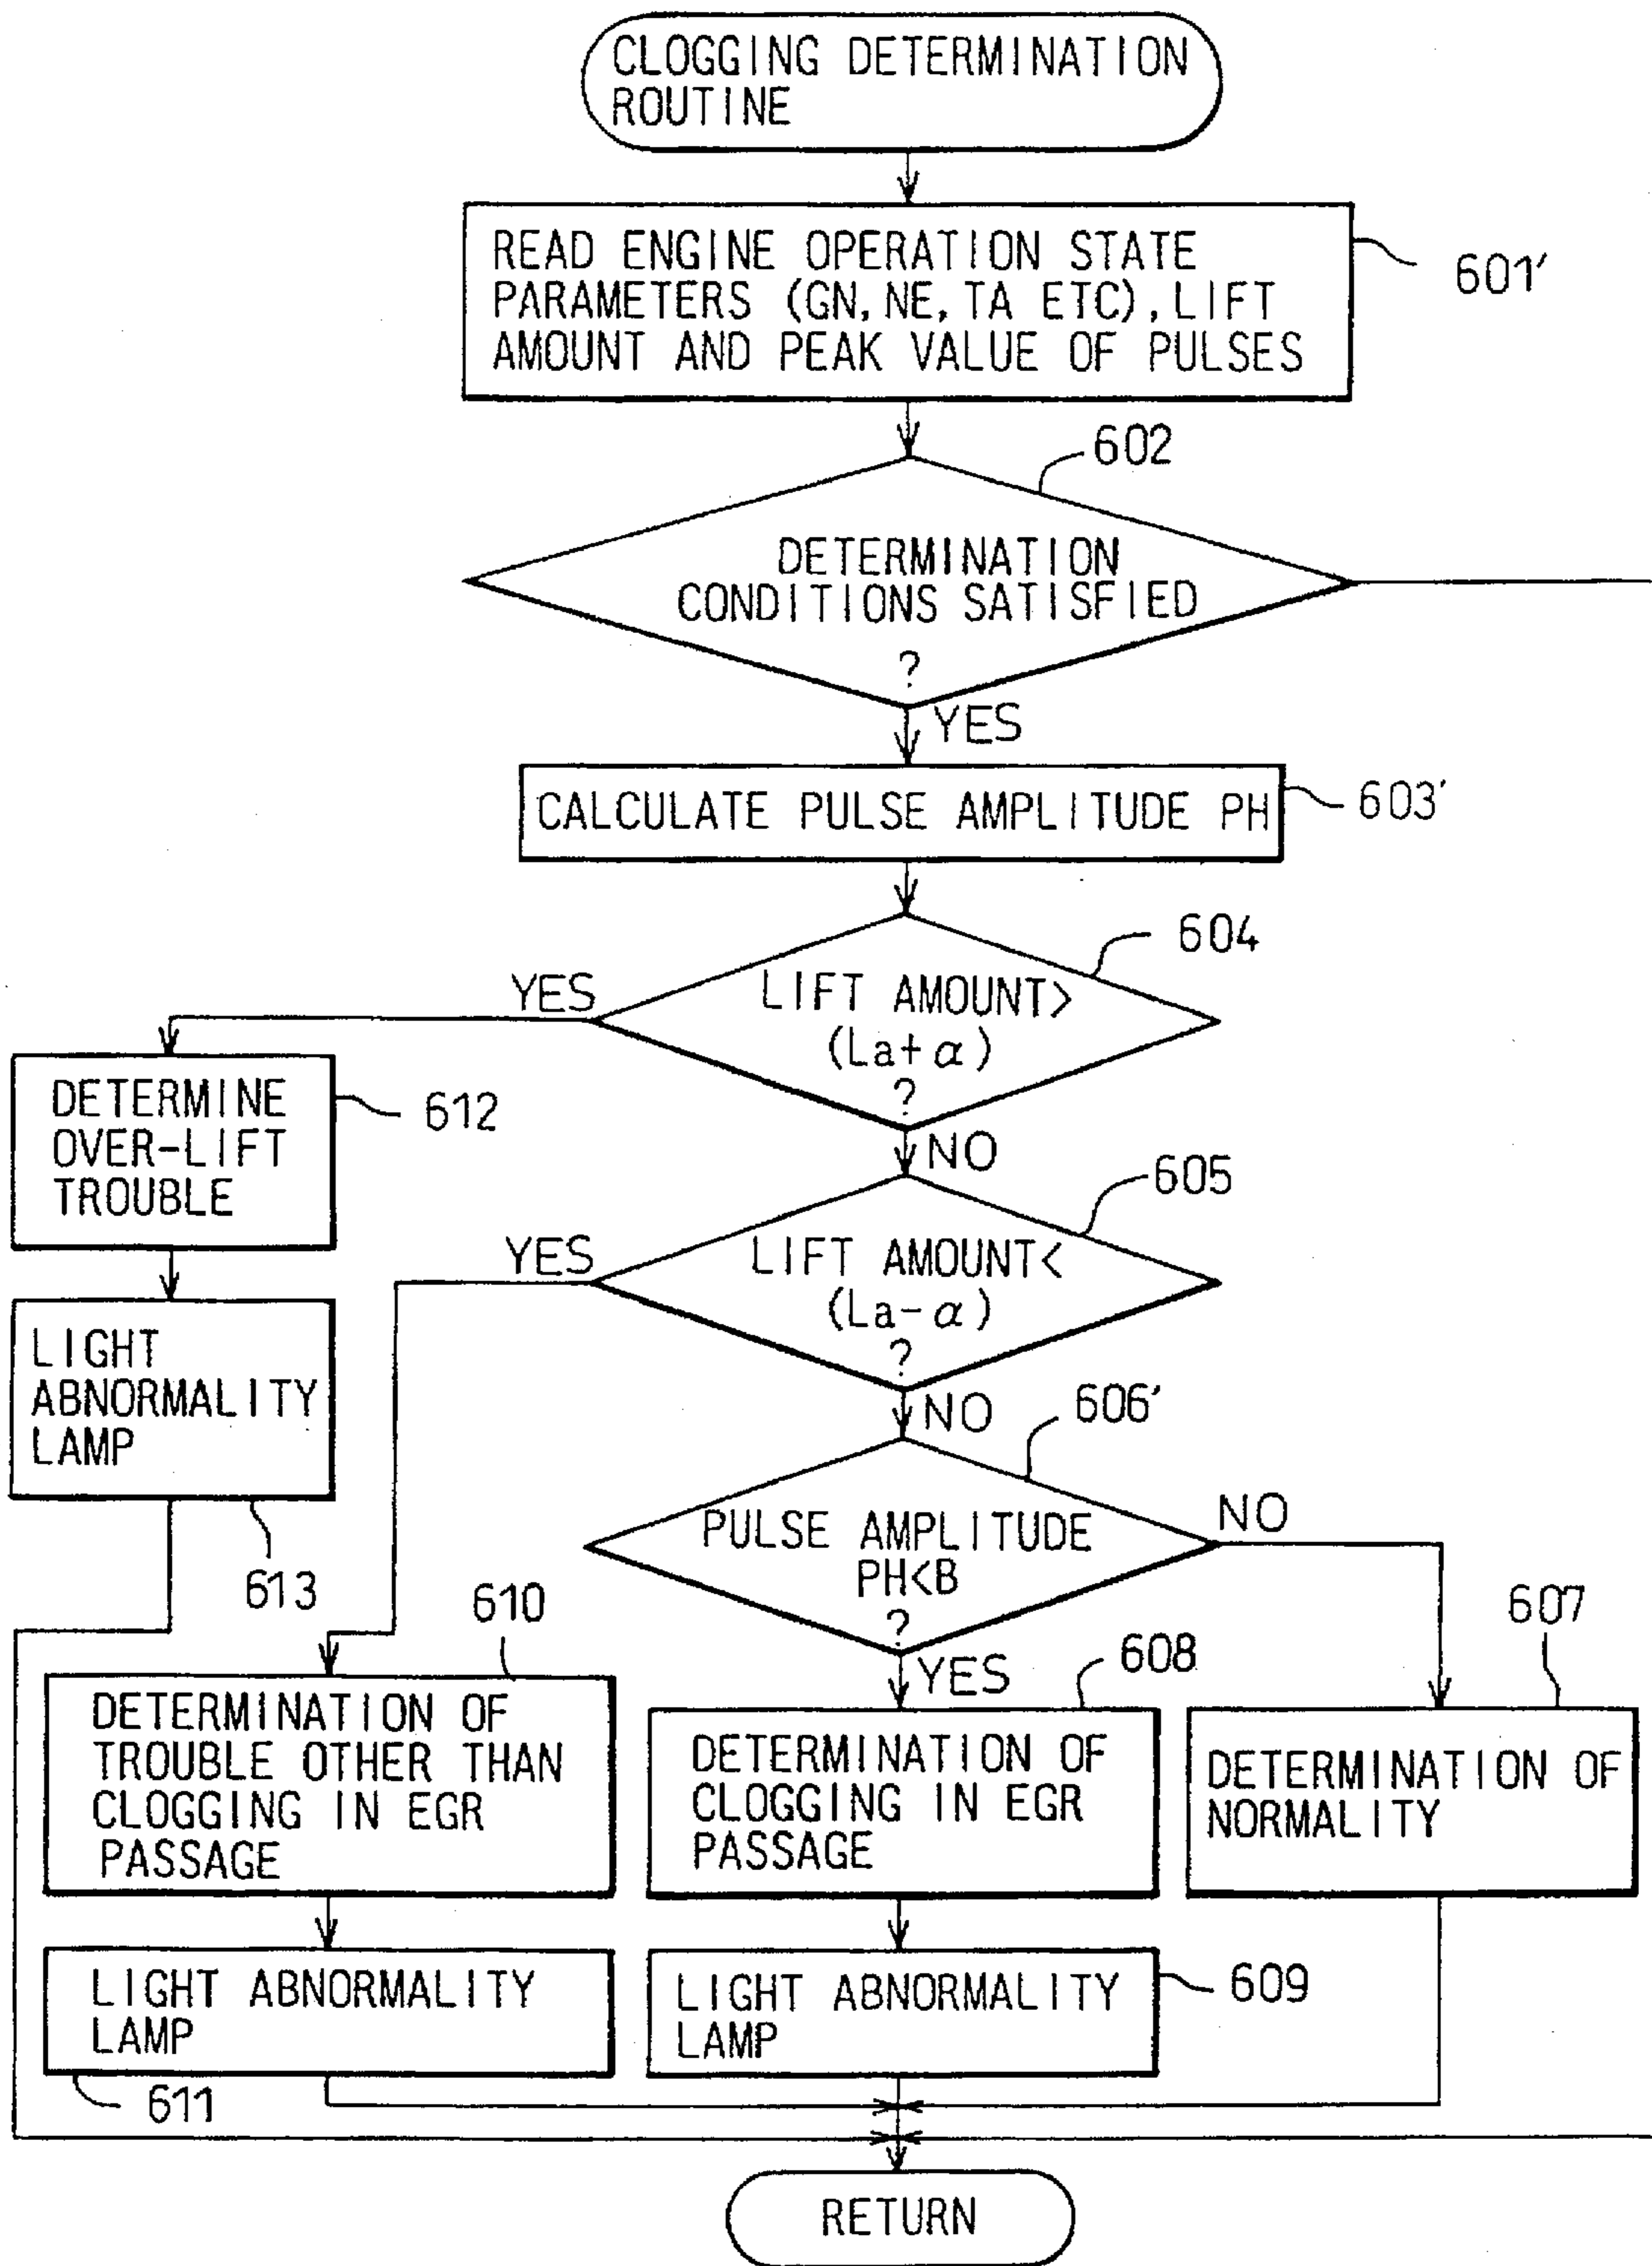 CLOGGING DETERMINATION
ROUTINE
READ ENGINE OPERATION STATE
PARAMETERS (GN, NE, TA ETC), LIFT
AMOUNT AND PEAK VALUE OF PULSES
601'
602
DETERMINATION
CONDITIONS SATISFIED
?
YES
CALCULATE PULSE AMPLITUDE PH
603'
604
YES
LIFT AMOUNT>
(La+α)
?
NO
DETERMINE
OVER-LIFT
TROUBLE
612
605
YES
LIFT AMOUNT<
(La-α)
?
NO
LIGHT
ABNORMALITY
LAMP
613
606'
PULSE AMPLITUDE
PH<B
?
NO
YES
610
DETERMINATION OF
TROUBLE OTHER THAN
CLOGGING IN EGR
PASSAGE
608
DETERMINATION OF
CLOGGING IN EGR
PASSAGE
607
DETERMINATION OF
NORMALITY
LIGHT ABNORMALITY
LAMP
611
LIGHT ABNORMALITY
LAMP
609
RETURN